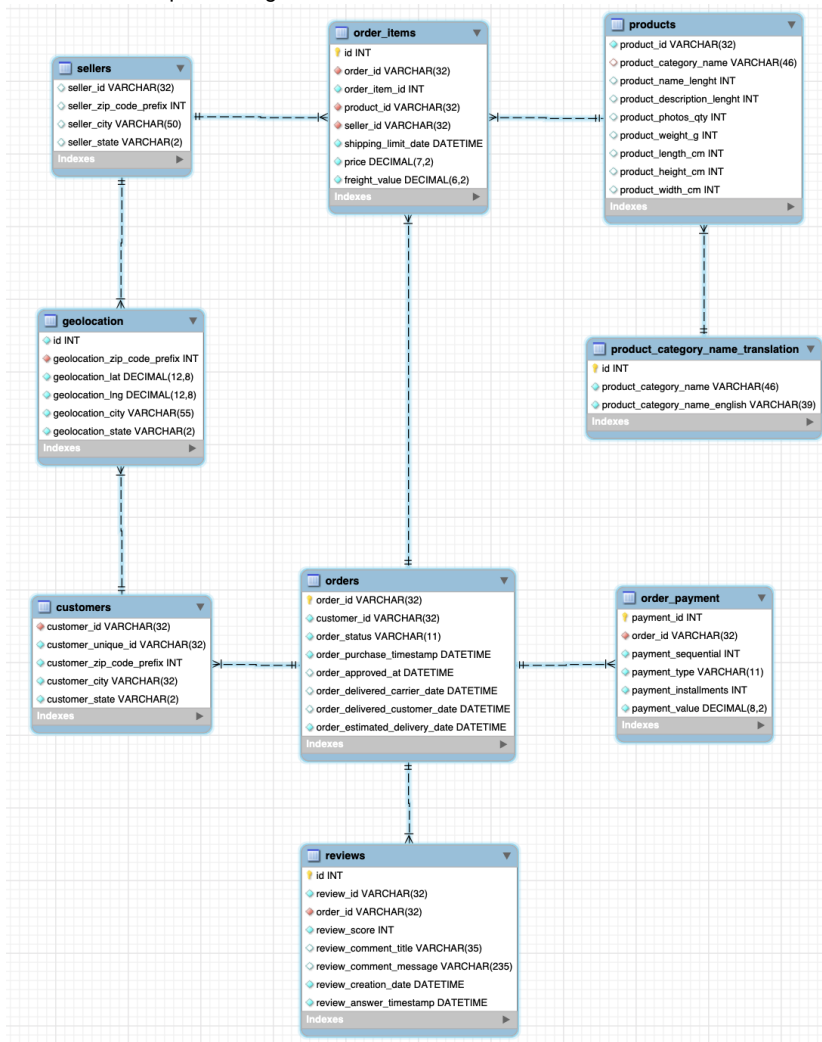 order_items
id INT
order_id VARCHAR(32)
order_item_id INT
product_id VARCHAR(32)
seller_id VARCHAR(32)
shipping_limit_date DATETIME
price DECIMAL(7,2)
freight_value DECIMAL(6,2)
Indexes
products
product_id VARCHAR(32)
product_category_name VARCHAR(46)
product_name_lenght INT
product_description_lenght INT
product_photos_qty INT
product_weight_g INT
product_length_cm INT
product_height_cm INT
product_width_cm INT
Indexes
sellers
seller_id VARCHAR(32)
seller_zip_code_prefix INT
seller_city VARCHAR(50)
seller_state VARCHAR(2)
Indexes
geolocation
id INT
geolocation_zip_code_prefix INT
geolocation_lat DECIMAL(12,8)
geolocation_lng DECIMAL(12,8)
geolocation_city VARCHAR(55)
geolocation_state VARCHAR(2)
Indexes
product_category_name_translation
id INT
product_category_name VARCHAR(46)
product_category_name_english VARCHAR(39)
Indexes
customers
customer_id VARCHAR(32)
customer_unique_id VARCHAR(32)
customer_zip_code_prefix INT
customer_city VARCHAR(32)
customer_state VARCHAR(2)
Indexes
orders
order_id VARCHAR(32)
customer_id VARCHAR(32)
order_status VARCHAR(11)
order_purchase_timestamp DATETIME
order_approved_at DATETIME
order_delivered_carrier_date DATETIME
order_delivered_customer_date DATETIME
order_estimated_delivery_date DATETIME
Indexes
order_payment
payment_id INT
order_id VARCHAR(32)
payment_sequential INT
payment_type VARCHAR(11)
payment_installments INT
payment_value DECIMAL(8,2)
Indexes
reviews
id INT
review_id VARCHAR(32)
order_id VARCHAR(32)
review_score INT
review_comment_title VARCHAR(35)
review_comment_message VARCHAR(235)
review_creation_date DATETIME
review_answer_timestamp DATETIME
Indexes